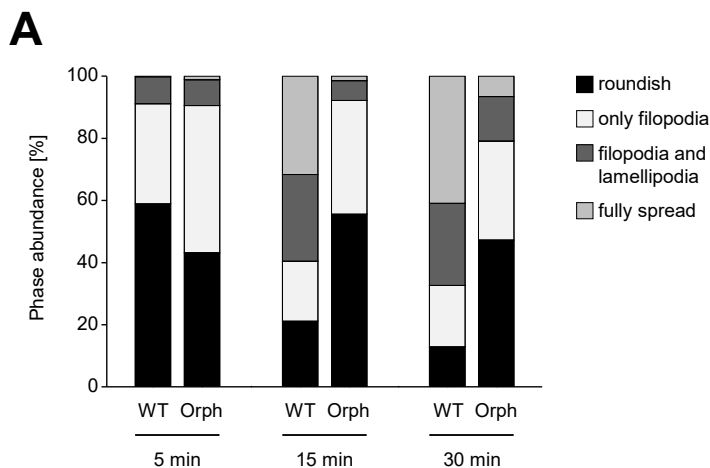 A
Phase abundance [%]
100
80
60
40
20
0
WT Orph WT Orph WT Orph
5 min 15 min 30 min
roundish
only filopodia
filopodia and
lamellipodia
fully spread